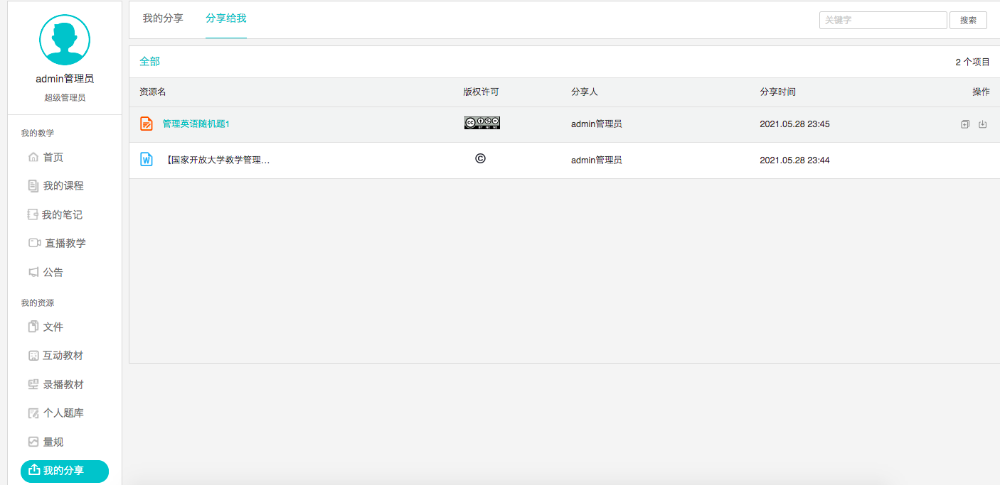 admin管理员
超级管理员
我的教学
首页
我的课程
我的笔记
直播教学
公告
我的资源
文件
互动教材
录播教材
个人题库
量规
我的分享
我的分享 分享给我 关键字 搜索
全部 2 个项目
资源名 版权许可 分享人 分享时间 操作
管理英语随机题1 cc BY NC ND admin管理员 2021.05.28 23:45
【国家开放大学教学管理... © admin管理员 2021.05.28 23:44